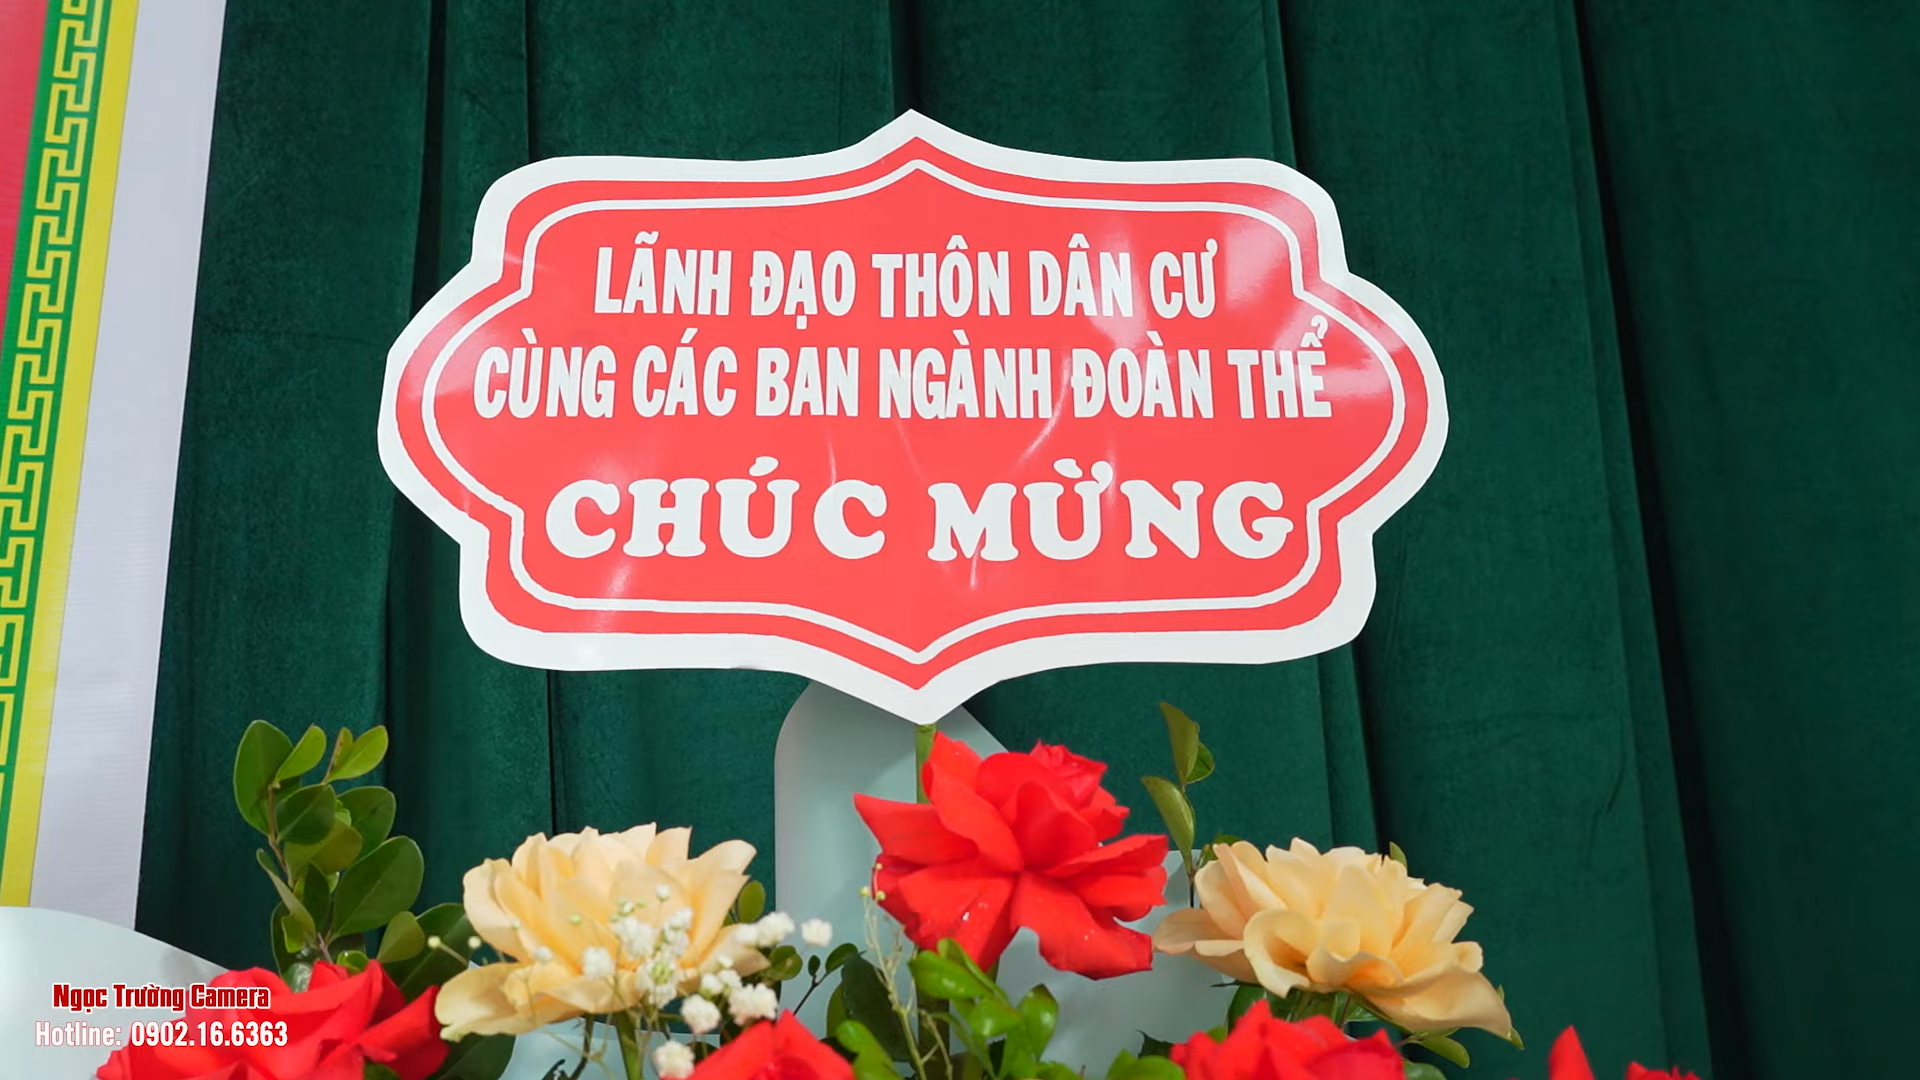 LÃNH ĐẠO THÔN DÂN CƯ
CÙNG CÁC BAN NGÀNH ĐOÀN THỂ
CHÚC MỪNG
Ngọc Trường Camera
Hotline: 0902.16.6363